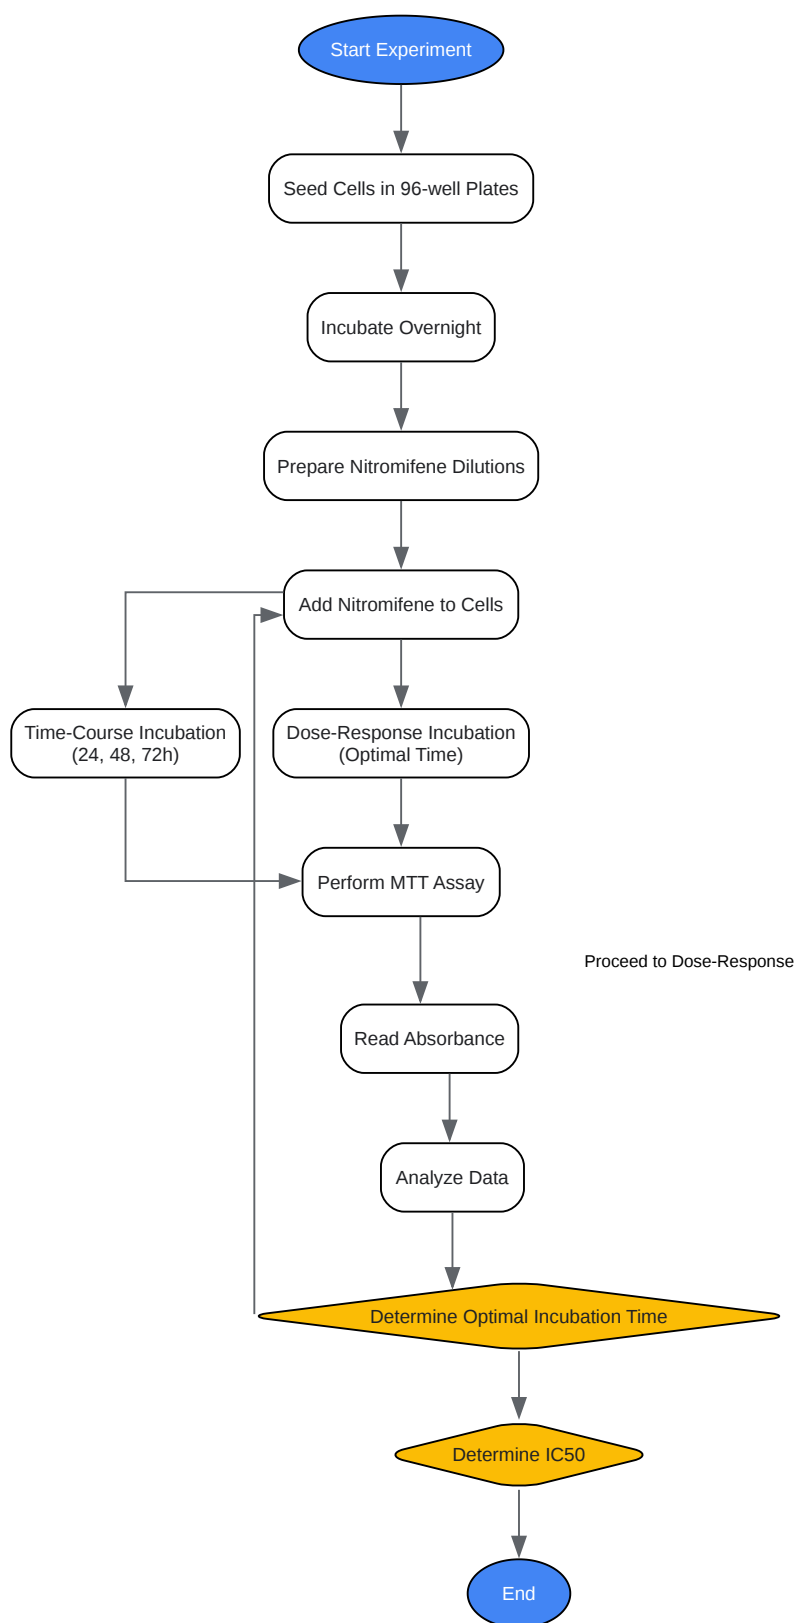 Start Experiment
Seed Cells in 96-well Plates
Incubate Overnight
Prepare Nitromifene Dilutions
Add Nitromifene to Cells
Time-Course Incubation
(24, 48, 72h)
Dose-Response Incubation
(Optimal Time)
Perform MTT Assay
Proceed to Dose-Response
Read Absorbance
Analyze Data
Determine Optimal Incubation Time
Determine IC50
End